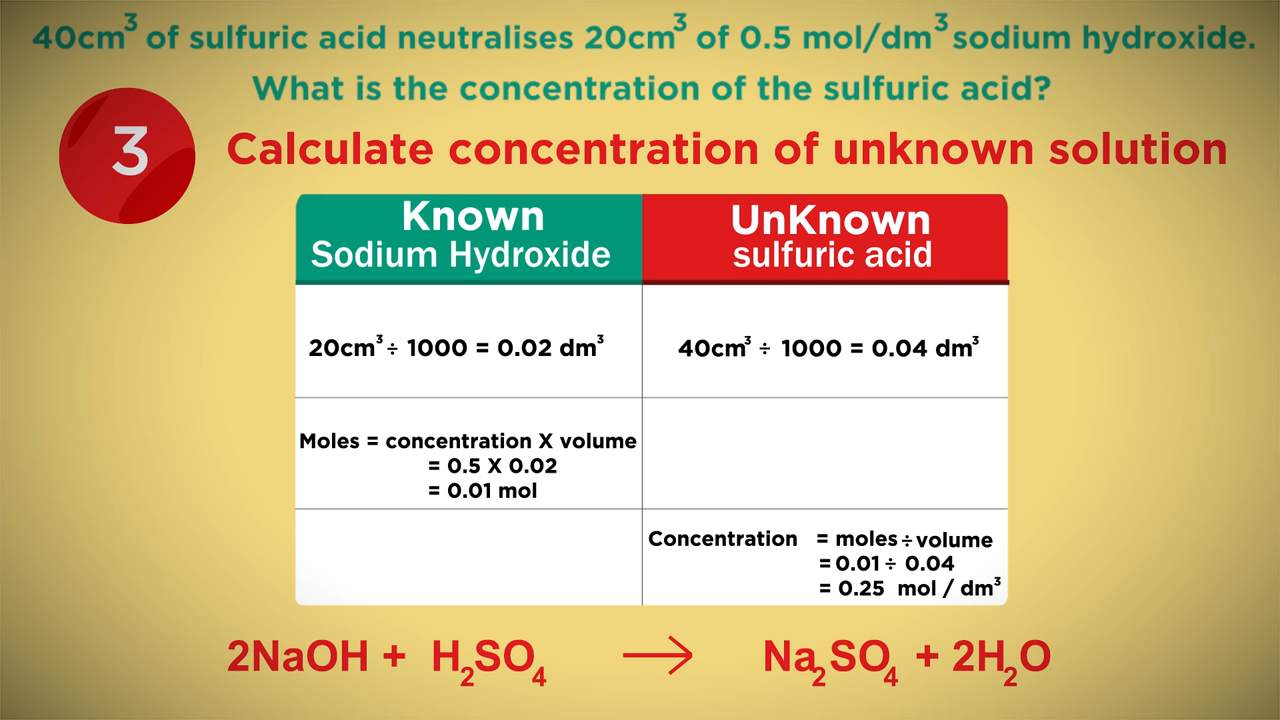 40cm³ of sulfuric acid neutralises 20cm³ of 0.5 mol/dm³ sodium hydroxide.
What is the concentration of the sulfuric acid?
3
Calculate concentration of unknown solution
Known
Sodium Hydroxide
UnKnown
sulfuric acid
20cm³ ÷ 1000 = 0.02 dm³
40cm³ ÷ 1000 = 0.04 dm³
Moles = concentration X volume
= 0.5 X 0.02
= 0.01 mol
Concentration = moles ÷ volume
= 0.01 ÷ 0.04
= 0.25 mol / dm³
2NaOH + H₂SO₄ → Na₂SO₄ + 2H₂O